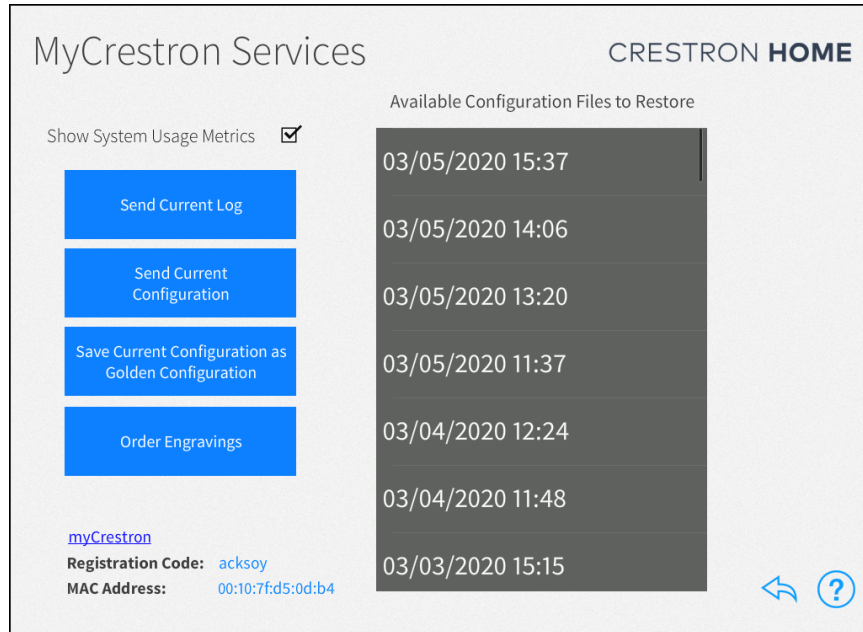 MyCrestron Services
CRESTRON HOME
Show System Usage Metrics
Send Current Log
Send Current
Configuration
Save Current Configuration as
Golden Configuration
Order Engravings
myCrestron
Registration Code: acksoy
MAC Address: 00:10:7f:d5:0d:b4
Available Configuration Files to Restore
03/05/2020 15:37
03/05/2020 14:06
03/05/2020 13:20
03/05/2020 11:37
03/04/2020 12:24
03/04/2020 11:48
03/03/2020 15:15
?